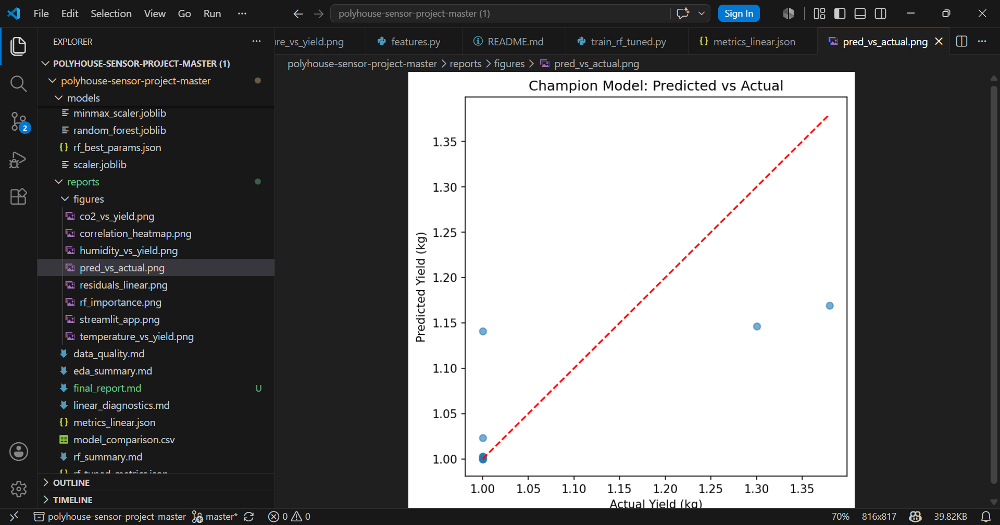 File Edit Selection View Go Run ···
polyhouse-sensor-project-master (1)
Sign In
EXPLORER
re_vs_yield.png
features.py
README.md
train_rf_tuned.py
metrics_linear.json
pred_vs_actual.png
polyhouse-sensor-project-master > reports > figures > pred_vs_actual.png
POLYHOUSE-SENSOR-PROJECT-MASTER (1)
polyhouse-sensor-project-master
models
minmax_scaler.joblib
random_forest.joblib
rf_best_params.json
scaler.joblib
reports
figures
co2_vs_yield.png
correlation_heatmap.png
humidity_vs_yield.png
pred_vs_actual.png
residuals_linear.png
rf_importance.png
streamlit_app.png
temperature_vs_yield.png
data_quality.md
eda_summary.md
final_report.md U
linear_diagnostics.md
metrics_linear.json
model_comparison.csv
rf_summary.md
rf_tuned_metrics.json
OUTLINE
TIMELINE
2
Champion Model: Predicted vs Actual
Predicted Yield (kg)
1.35
1.30
1.25
1.20
1.15
1.10
1.05
1.00
1.00 1.05 1.10 1.15 1.20 1.25 1.30 1.35
Actual Yield (kg)
polyhouse-sensor-project-master master* 0 0
70% 816x817 39.82KB